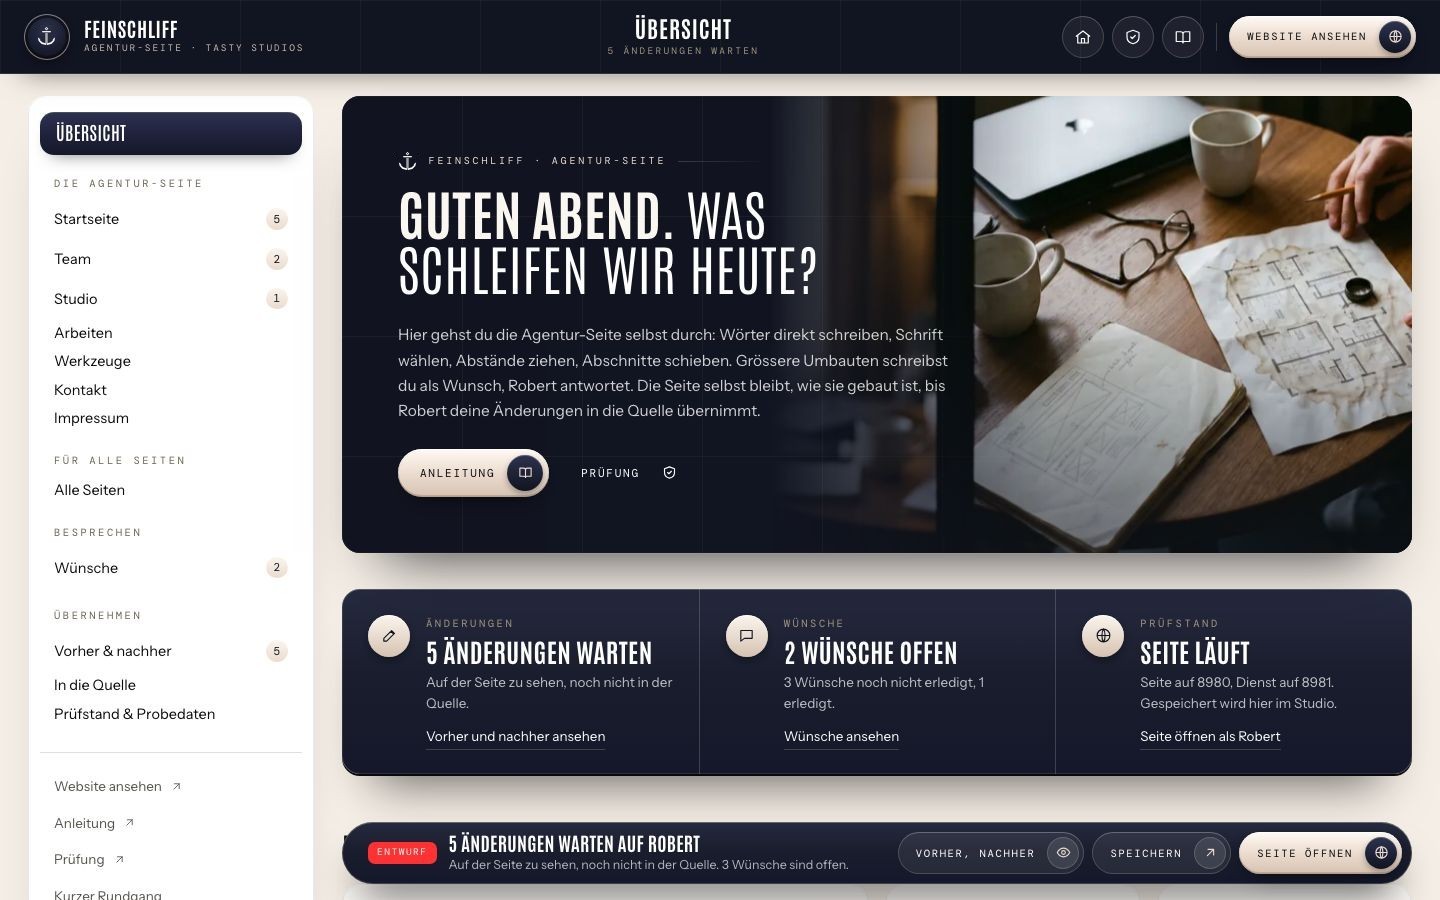 FEINSCHLIFF
AGENTUR-SEITE · TASTY STUDIOS
ÜBERSICHT
5 ÄNDERUNGEN WARTEN
WEBSITE ANSEHEN
ÜBERSICHT
DIE AGENTUR-SEITE
Startseite 5
Team 2
Studio 1
Arbeiten
Werkzeuge
Kontakt
Impressum
FÜR ALLE SEITEN
Alle Seiten
BESPRECHEN
Wünsche 2
ÜBERNEHMEN
Vorher & nachher 5
In die Quelle
Prüfstand & Probedaten
Website ansehen
Anleitung
Prüfung
Kurzer Rundgang
FEINSCHLIFF · AGENTUR-SEITE
GUTEN ABEND. WAS
SCHLEIFEN WIR HEUTE?
Hier gehst du die Agentur-Seite selbst durch: Wörter direkt schreiben, Schrift
wählen, Abstände ziehen, Abschnitte schieben. Grössere Umbauten schreibst
du als Wunsch, Robert antwortet. Die Seite selbst bleibt, wie sie gebaut ist, bis
Robert deine Änderungen in die Quelle übernimmt.
ANLEITUNG
PRÜFUNG
ÄNDERUNGEN
5 ÄNDERUNGEN WARTEN
Auf der Seite zu sehen, noch nicht in der
Quelle.
Vorher und nachher ansehen
WÜNSCHE
2 WÜNSCHE OFFEN
3 Wünsche noch nicht erledigt, 1
erledigt.
Wünsche ansehen
PRÜFSTAND
SEITE LÄUFT
Seite auf 8980, Dienst auf 8981.
Gespeichert wird hier im Studio.
Seite öffnen als Robert
ENTWURF
5 ÄNDERUNGEN WARTEN AUF ROBERT
Auf der Seite zu sehen, noch nicht in der Quelle. 3 Wünsche sind offen.
VORHER, NACHHER
SPEICHERN
SEITE ÖFFNEN